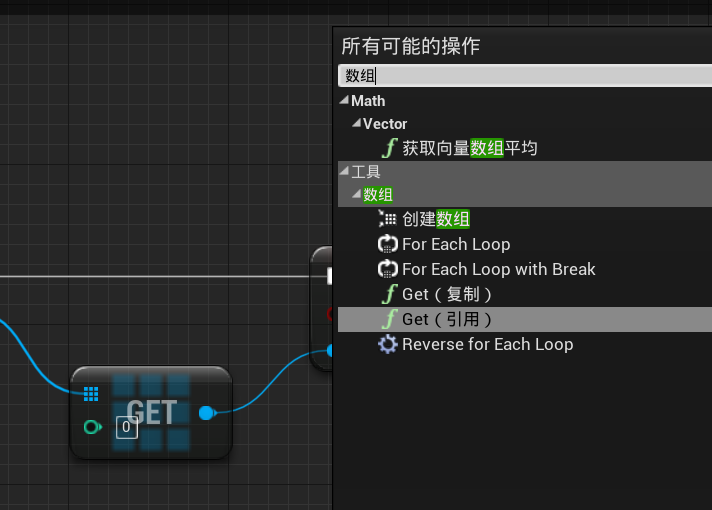 所有可能的操作
数组
Math
Vector
获取向量数组平均
工具
数组
创建数组
For Each Loop
For Each Loop with Break
Get（复制）
Get（引用）
Reverse for Each Loop
GET
0